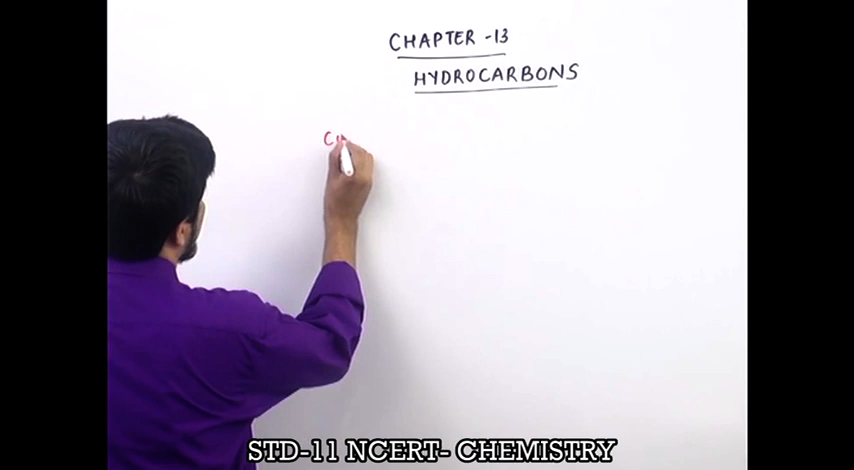 CHAPTER -13
HYDROCARBONS
STD-11 NCERT- CHEMISTRY